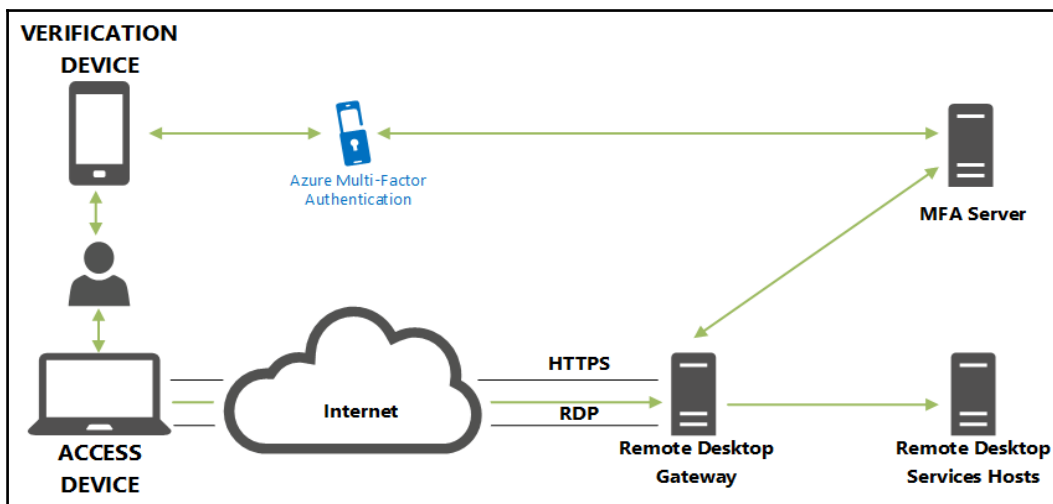 VERIFICATION
DEVICE
Azure Multi-Factor
Authentication
MFA Server
HTTPS
Internet
RDP
ACCESS
DEVICE
Remote Desktop
Gateway
Remote Desktop
Services Hosts